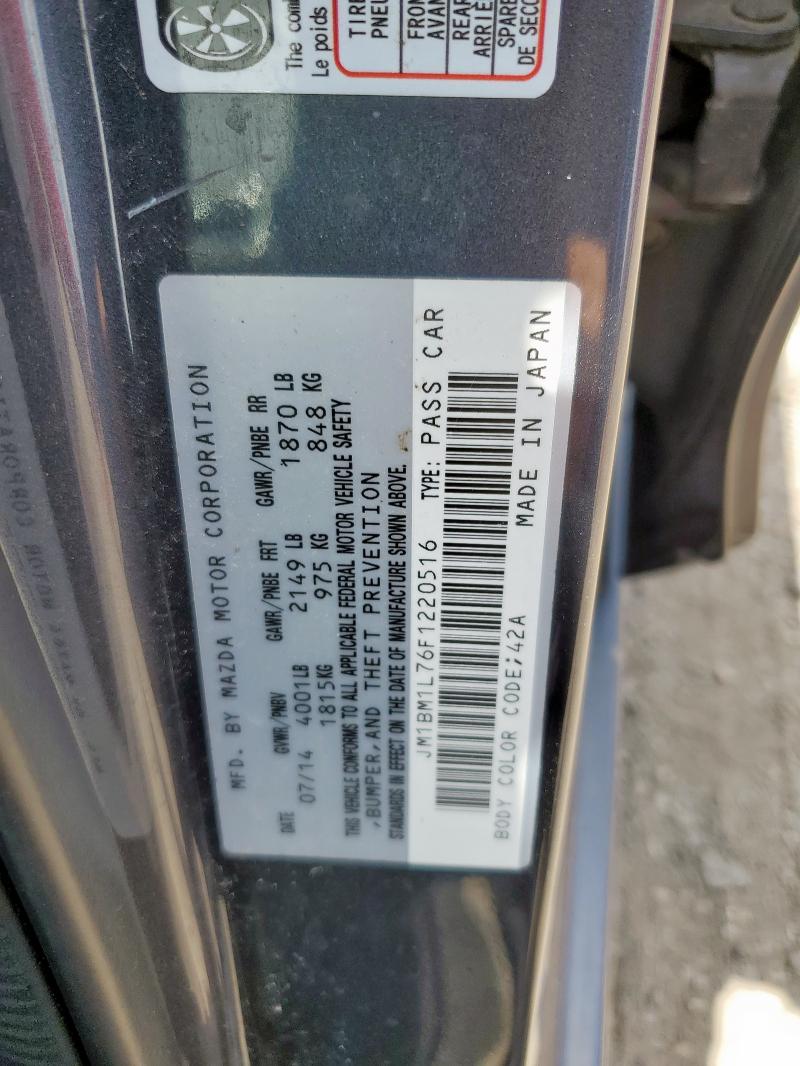 MFD. BY MAZDA MOTOR CORPORATION
DATE GVWR/PNBV GAWR/PNBE FRT GAWR/PNBE RR
07/14 4001LB 2149 LB 1870 LB
1815KG 975 KG 848 KG
THIS VEHICLE CONFORMS TO ALL APPLICABLE FEDERAL MOTOR VEHICLE SAFETY
,BUMPER,AND THEFT PREVENTION
STANDARDS IN EFFECT ON THE DATE OF MANUFACTURE SHOWN ABOVE.
JM1BM1L76F1220516 TYPE: PASS CAR
BODY COLOR CODE;42A MADE IN JAPAN
The com
Le poids
TIRE
PNEU
FRON
AVAN
REAR
ARRIE
SPARE
DE SECO